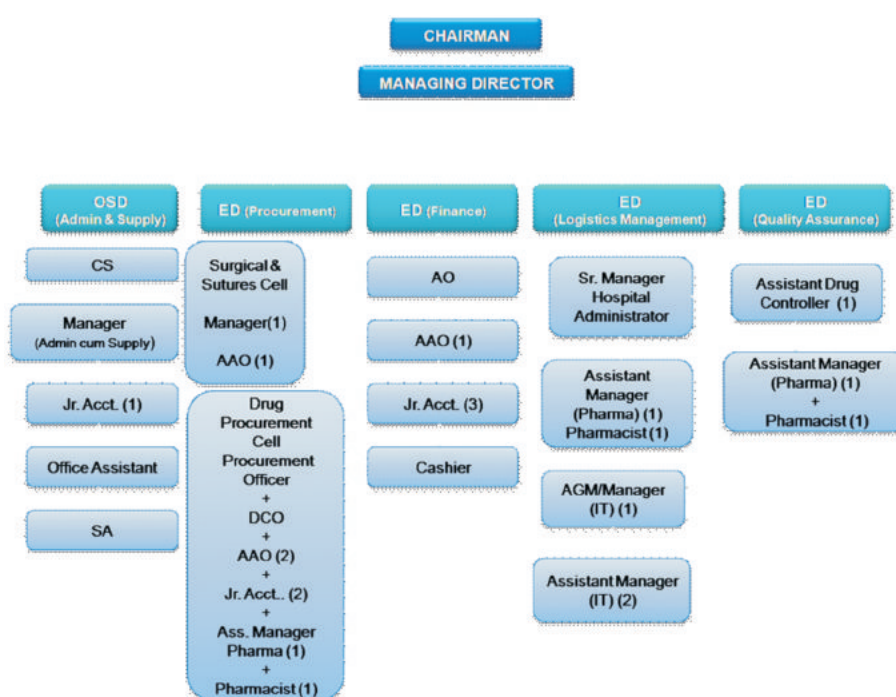 CHAIRMAN
MANAGING DIRECTOR
OSD
(Admin & Supply)
CS
Manager
(Admin cum Supply)
Jr. Acct. (1)
Office Assistant
SA
ED (Procurement)
Surgical &
Sutures Cell
Manager(1)
AAO (1)
Drug
Procurement
Cell
Procurement
Officer
+
DCO
+
AAO (2)
+
Jr. Acct.. (2)
+
Ass. Manager
Pharma (1)
+
Pharmacist (1)
ED (Finance)
AO
AAO (1)
Jr. Acct. (3)
Cashier
ED
(Logistics Management)
Sr. Manager
Hospital
Administrator
Assistant
Manager
(Pharma) (1)
Pharmacist (1)
AGM/Manager
(IT) (1)
Assistant Manager
(IT) (2)
ED
(Quality Assurance)
Assistant Drug
Controller (1)
Assistant Manager
(Pharma) (1)
+
Pharmacist (1)